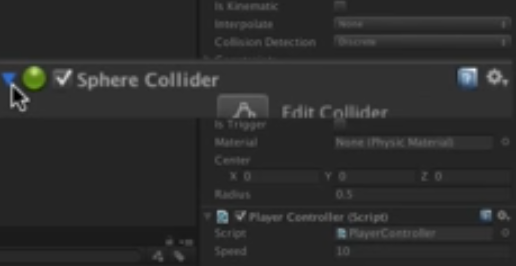 Is Kinematic
Interpolate None
Collision Detection Discrete
Sphere Collider
Edit Collider
Is Trigger
Material None (Physic Material)
Center
X 0 Y 0 Z 0
Radius 0.5
Player Controller (Script)
Script PlayerController
Speed 10